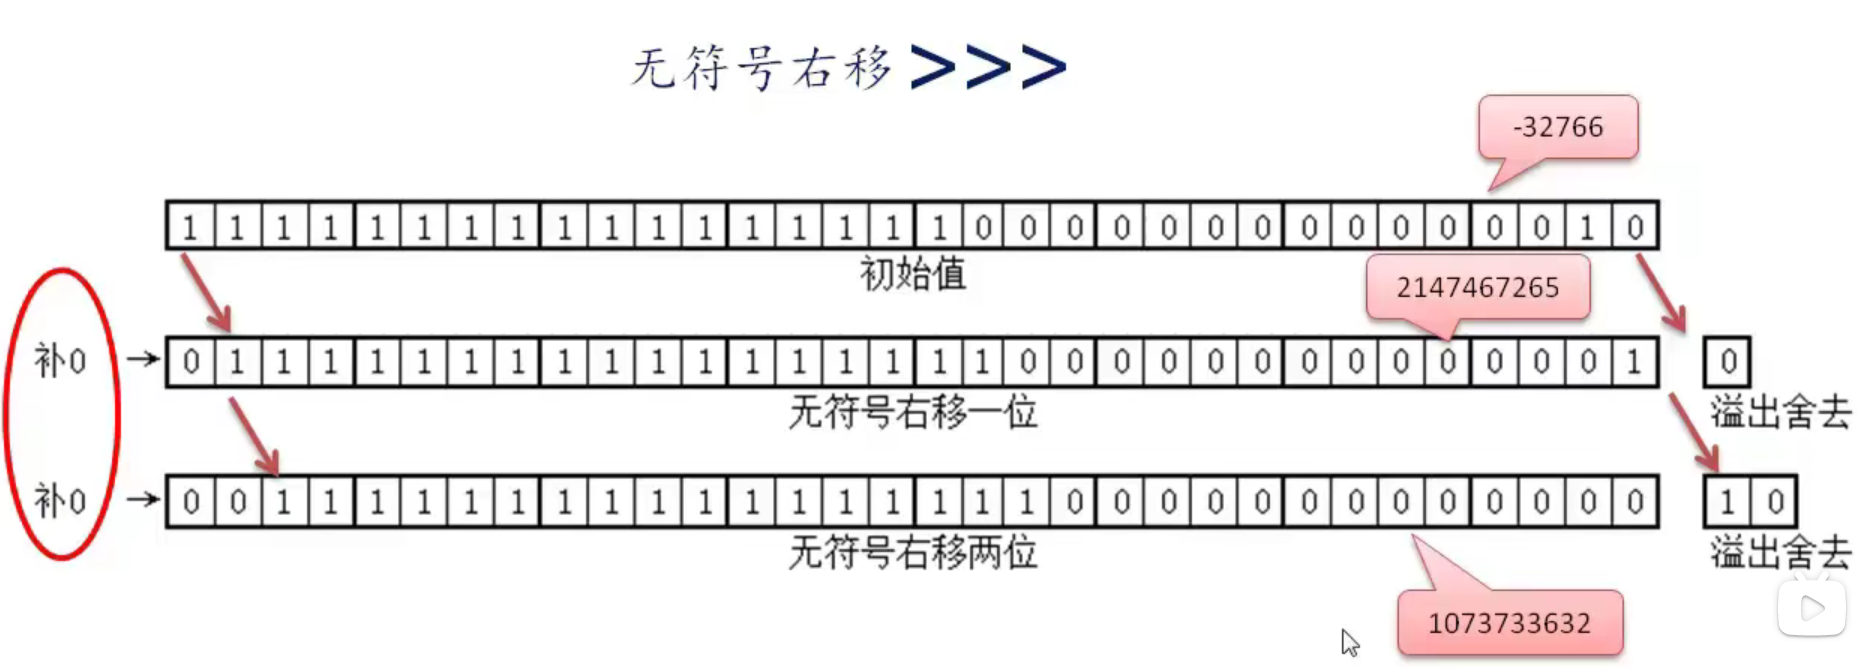 无符号右移>>>
-32766
1 1 1 1 1 1 1 1 1 1 1 1 1 1 1 1 1 0 0 0 0 0 0 0 0 0 0 0 0 0 1 0
初始值
2147467265
补0 → 0 1 1 1 1 1 1 1 1 1 1 1 1 1 1 1 1 1 0 0 0 0 0 0 0 0 0 0 0 0 0 1 0
无符号右移一位 溢出舍去
补0 → 0 0 1 1 1 1 1 1 1 1 1 1 1 1 1 1 1 1 1 0 0 0 0 0 0 0 0 0 0 0 0 0 1 0
无符号右移两位 溢出舍去
1073733632